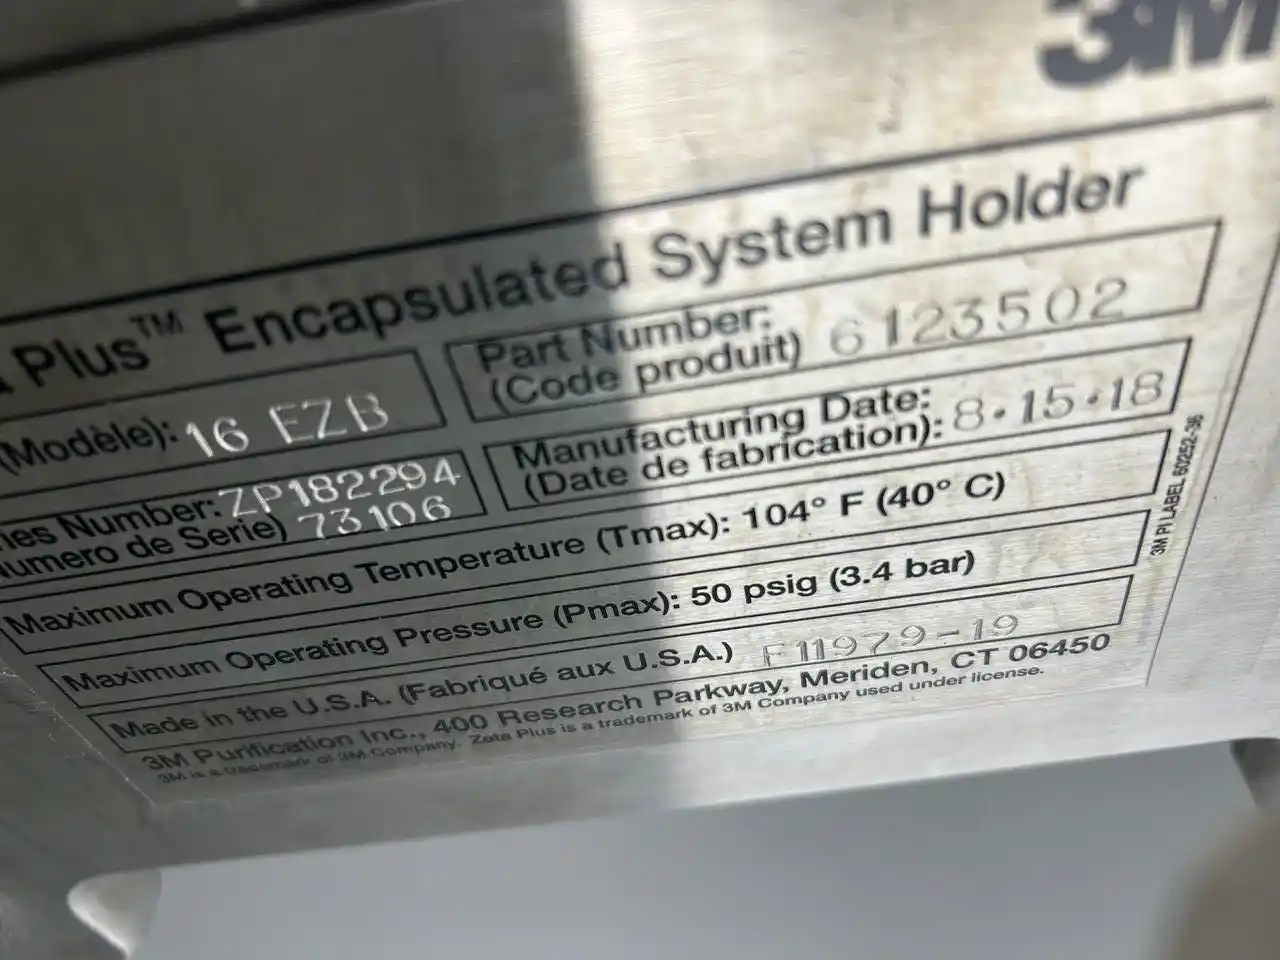 3M
Plus™ Encapsulated System Holder
(Modèle): 16 EZB
Part Number:
(Code produit) 6123502
Number: ZP182294
de Serie) 73106
Manufacturing Date:
(Date de fabrication): 8·15·18
Maximum Operating Temperature (Tmax): 104° F (40° C)
Maximum Operating Pressure (Pmax): 50 psig (3.4 bar)
Made in the U.S.A. (Fabriqué aux U.S.A.) F11979-19
3M Purification Inc., 400 Research Parkway, Meriden, CT 06450
3M is a trademark of 3M Company. Zeta Plus is a trademark of 3M Company used under license.
3M PI LABEL 60252-36